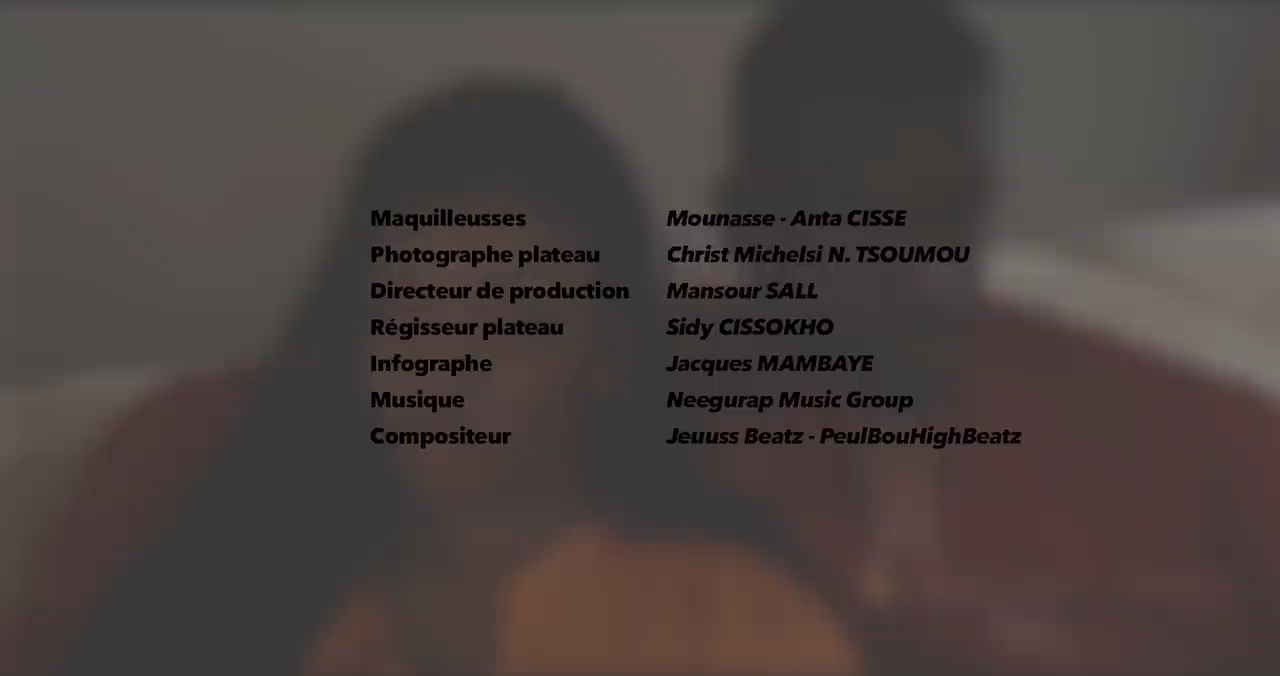 Maquilleusses Mounasse - Anta CISSE
Photographe plateau Christ Michelsi N. TSOUMOU
Directeur de production Mansour SALL
Régisseur plateau Sidy CISSOKHO
Infographe Jacques MAMBAYE
Musique Neegurap Music Group
Compositeur Jeuuss Beatz - PeulBouHighBeatz